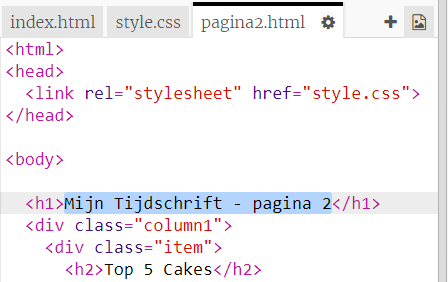 index.html style.css pagina2.html
<html>
<head>
<link rel="stylesheet" href="style.css">
</head>
<body>
<h1>Mijn Tijdschrift - pagina 2</h1>
<div class="column1">
<div class="item">
<h2>Top 5 Cakes</h2>